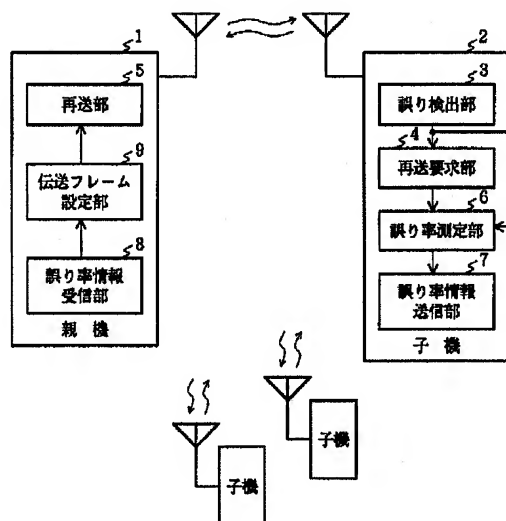 1
5
再送部
9
伝送フレーム
設定部
8
誤り率情報
受信部
親機
2
3
誤り検出部
4
再送要求部
6
誤り率測定部
7
誤り率情報
送信部
子機
子機
子機